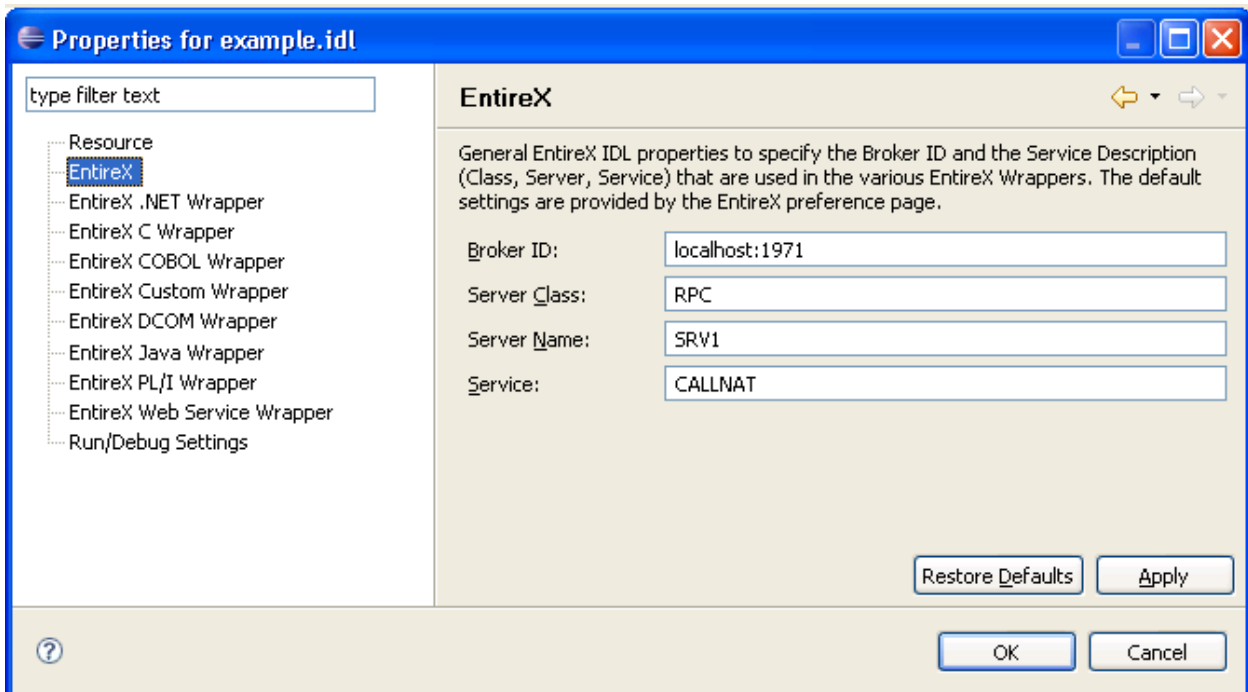 Properties for example.idl
type filter text
Resource
EntireX
EntireX .NET Wrapper
EntireX C Wrapper
EntireX COBOL Wrapper
EntireX Custom Wrapper
EntireX DCOM Wrapper
EntireX Java Wrapper
EntireX PL/I Wrapper
EntireX Web Service Wrapper
Run/Debug Settings
EntireX
General EntireX IDL properties to specify the Broker ID and the Service Description
(Class, Server, Service) that are used in the various EntireX Wrappers. The default
settings are provided by the EntireX preference page.
Broker ID: localhost:1971
Server Class: RPC
Server Name: SRV1
Service: CALLNAT
Restore Defaults Apply
? OK Cancel